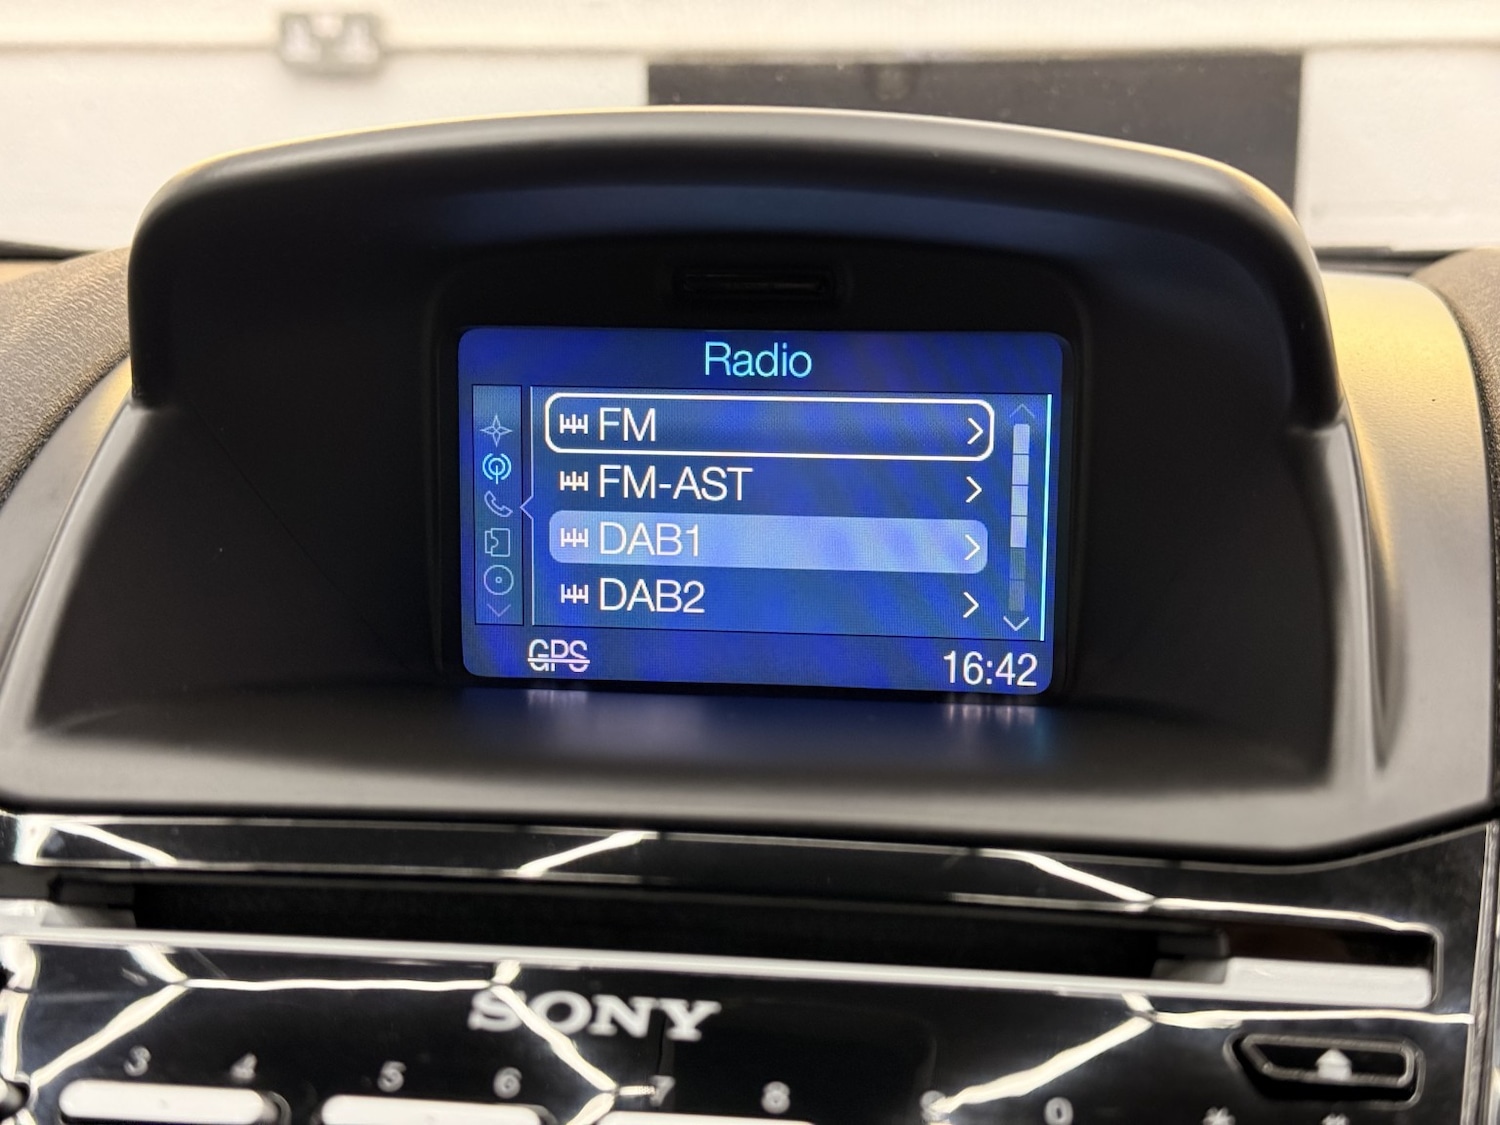 Radio
FM
FM-AST
DAB1
DAB2
GPS
16:42
SONY
3 4 5 6 7 8 9 0 * #